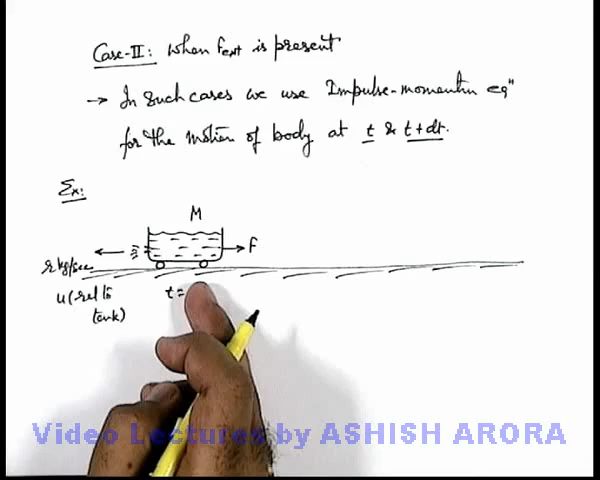 Case-II: when Fext is present
→ In such cases we use Impulse-momentum eqⁿ
for the motion of body at t & t+dt.
Ex:
M
F
r kg/sec
u (rel to
tank)
t=
Video Lectures by ASHISH ARORA